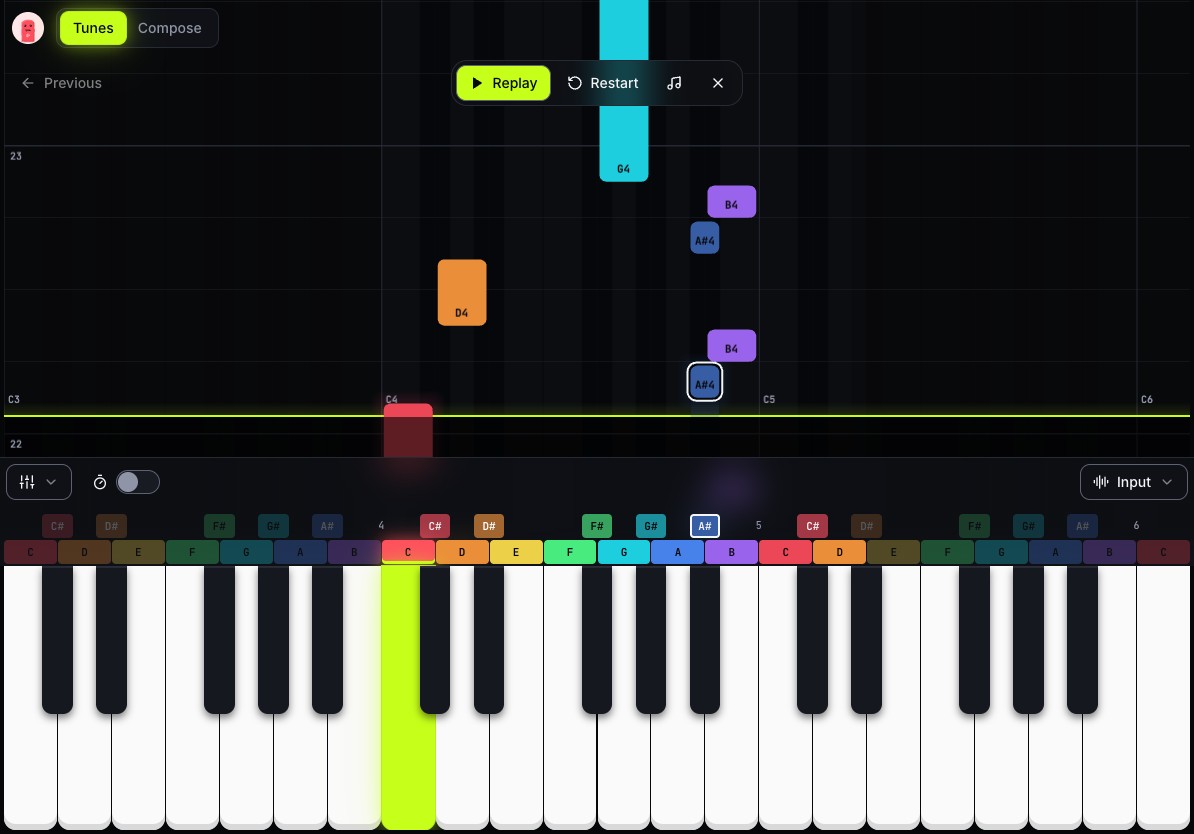 Tunes Compose
Previous
Replay Restart
23
G4
B4
A#4
D4
B4
A#4
C3 C4 C5 C6
22
Input
C# D# F# G# A# 4 C# D# F# G# A# 5 C# D# F# G# A# 6
C D E F G A B C D E F G A B C D E F G A B C